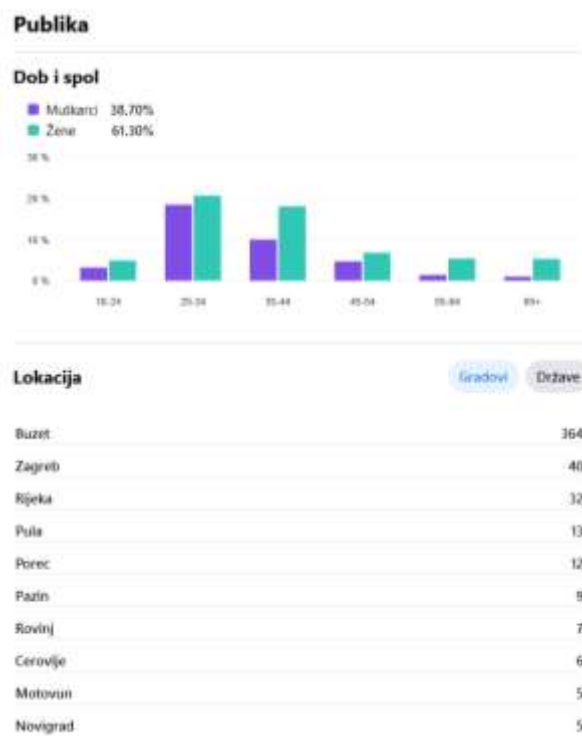 Publika
Dob i spol
Muškarci 38,70%
Žene 61,30%
30 %
20 %
10 %
0 %
18-24 25-34 35-44 45-54 55-64 65+
Lokacija Gradovi Države
Buzet 364
Zagreb 40
Rijeka 32
Pula 13
Porec 12
Pazin 9
Rovinj 7
Cerovlje 6
Motovun 5
Novigrad 5